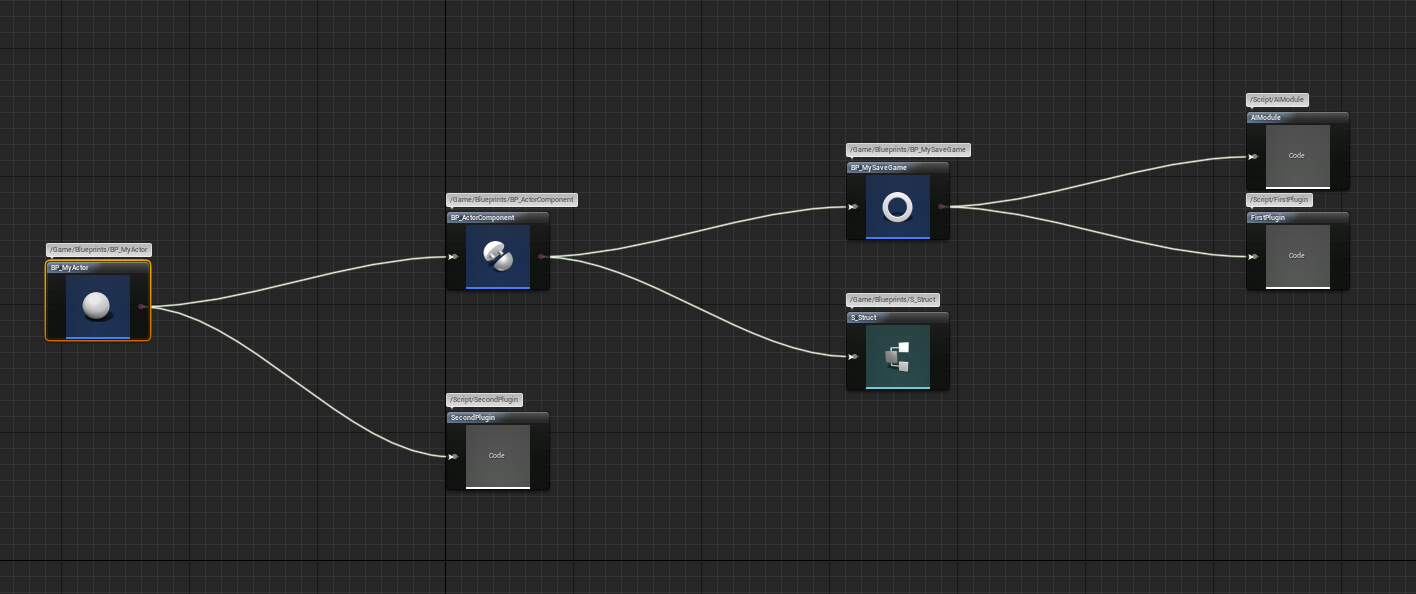 /Game/Blueprints/BP_MyActor
BP_MyActor
/Game/Blueprints/BP_ActorComponent
BP_ActorComponent
/Script/SecondPlugin
SecondPlugin
Code
/Game/Blueprints/BP_MySaveGame
BP_MySaveGame
/Game/Blueprints/S_Struct
S_Struct
/Script/AIModule
AIModule
Code
/Script/FirstPlugin
FirstPlugin
Code